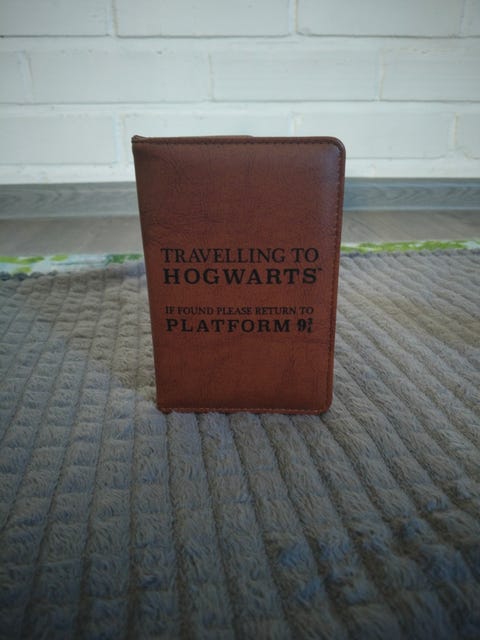 TRAVELLING TO
HOGWARTS™
IF FOUND PLEASE RETURN TO
PLATFORM 9¾